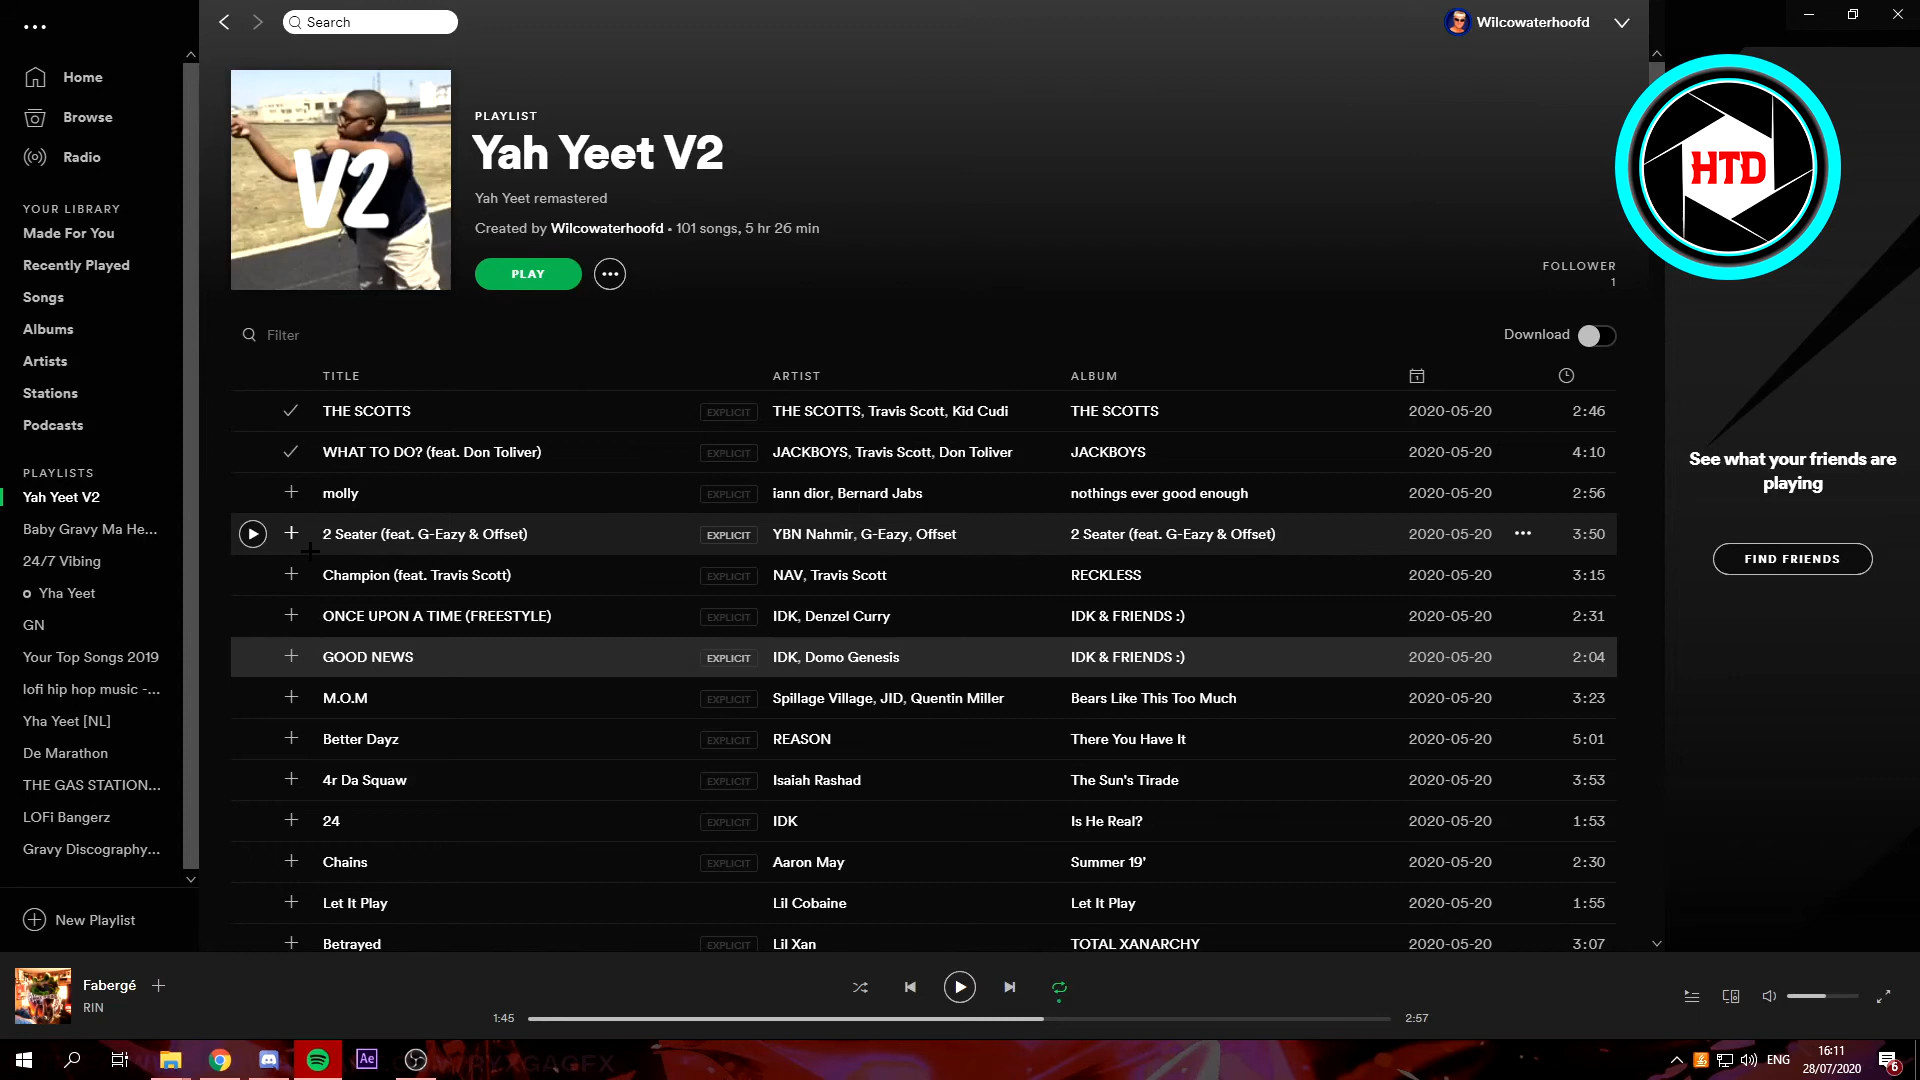 Search
Wilcowaterhoofd
Home
Browse
Radio
YOUR LIBRARY
Made For You
Recently Played
Songs
Albums
Artists
Stations
Podcasts
PLAYLISTS
Yah Yeet V2
Baby Gravy Ma He...
24/7 Vibing
Yha Yeet
GN
Your Top Songs 2019
lofi hip hop music -...
Yha Yeet [NL]
De Marathon
THE GAS STATION...
LOFi Bangerz
Gravy Discography...
New Playlist
V2
PLAYLIST
Yah Yeet V2
Yah Yeet remastered
Created by Wilcowaterhoofd • 101 songs, 5 hr 26 min
PLAY
FOLLOWER
1
HTD
Filter
Download
TITLE ARTIST ALBUM
THE SCOTTS EXPLICIT THE SCOTTS, Travis Scott, Kid Cudi THE SCOTTS 2020-05-20 2:46
WHAT TO DO? (feat. Don Toliver) EXPLICIT JACKBOYS, Travis Scott, Don Toliver JACKBOYS 2020-05-20 4:10
molly EXPLICIT iann dior, Bernard Jabs nothings ever good enough 2020-05-20 2:56
2 Seater (feat. G-Eazy & Offset) EXPLICIT YBN Nahmir, G-Eazy, Offset 2 Seater (feat. G-Eazy & Offset) 2020-05-20 3:50
Champion (feat. Travis Scott) EXPLICIT NAV, Travis Scott RECKLESS 2020-05-20 3:15
ONCE UPON A TIME (FREESTYLE) EXPLICIT IDK, Denzel Curry IDK & FRIENDS :) 2020-05-20 2:31
GOOD NEWS EXPLICIT IDK, Domo Genesis IDK & FRIENDS :) 2020-05-20 2:04
M.O.M EXPLICIT Spillage Village, JID, Quentin Miller Bears Like This Too Much 2020-05-20 3:23
Better Dayz EXPLICIT REASON There You Have It 2020-05-20 5:01
4r Da Squaw EXPLICIT Isaiah Rashad The Sun's Tirade 2020-05-20 3:53
24 EXPLICIT IDK Is He Real? 2020-05-20 1:53
Chains EXPLICIT Aaron May Summer 19' 2020-05-20 2:30
Let It Play Lil Cobaine Let It Play 2020-05-20 1:55
Betrayed EXPLICIT Lil Xan TOTAL XANARCHY 2020-05-20 3:07
See what your friends are
playing
FIND FRIENDS
Fabergé
RIN
1:45
2:57
Ae
ENG
16:11
28/07/2020
6